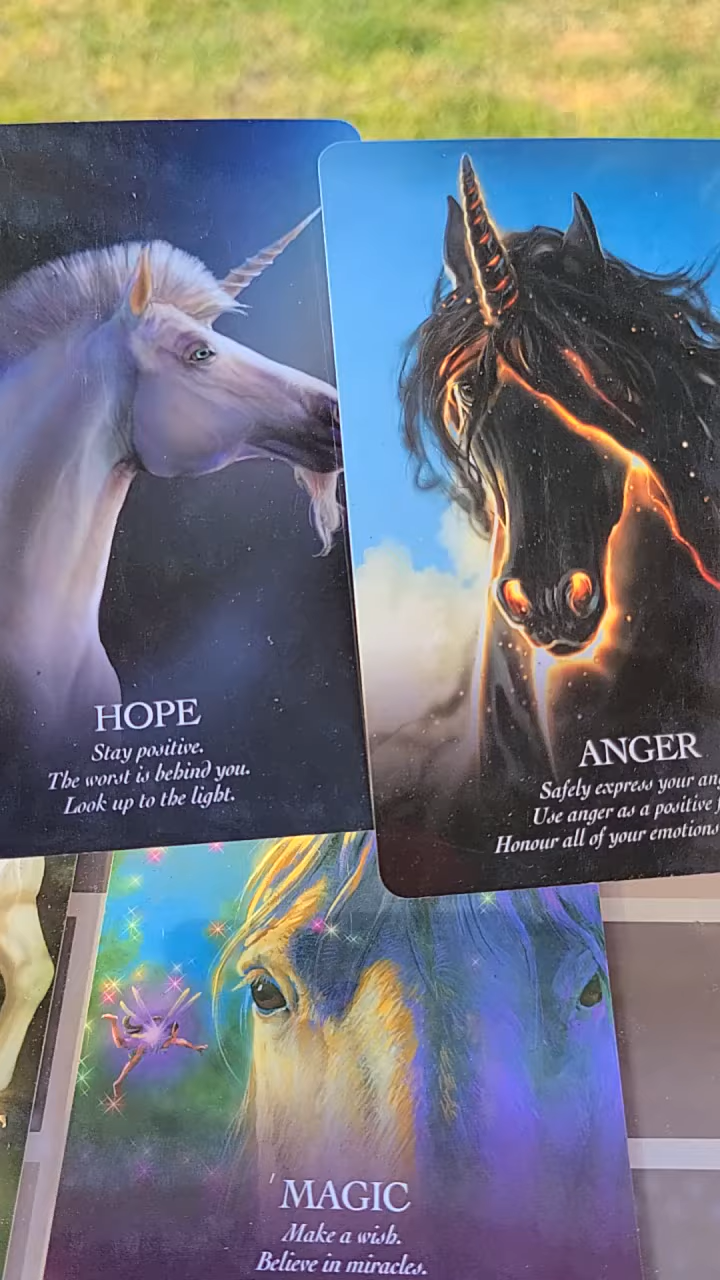 HOPE
Stay positive.
The worst is behind you.
Look up to the light.
ANGER
Safely express your
Use anger as a positive
Honour all of your emotions
MAGIC
Make a wish.
Believe in miracles.